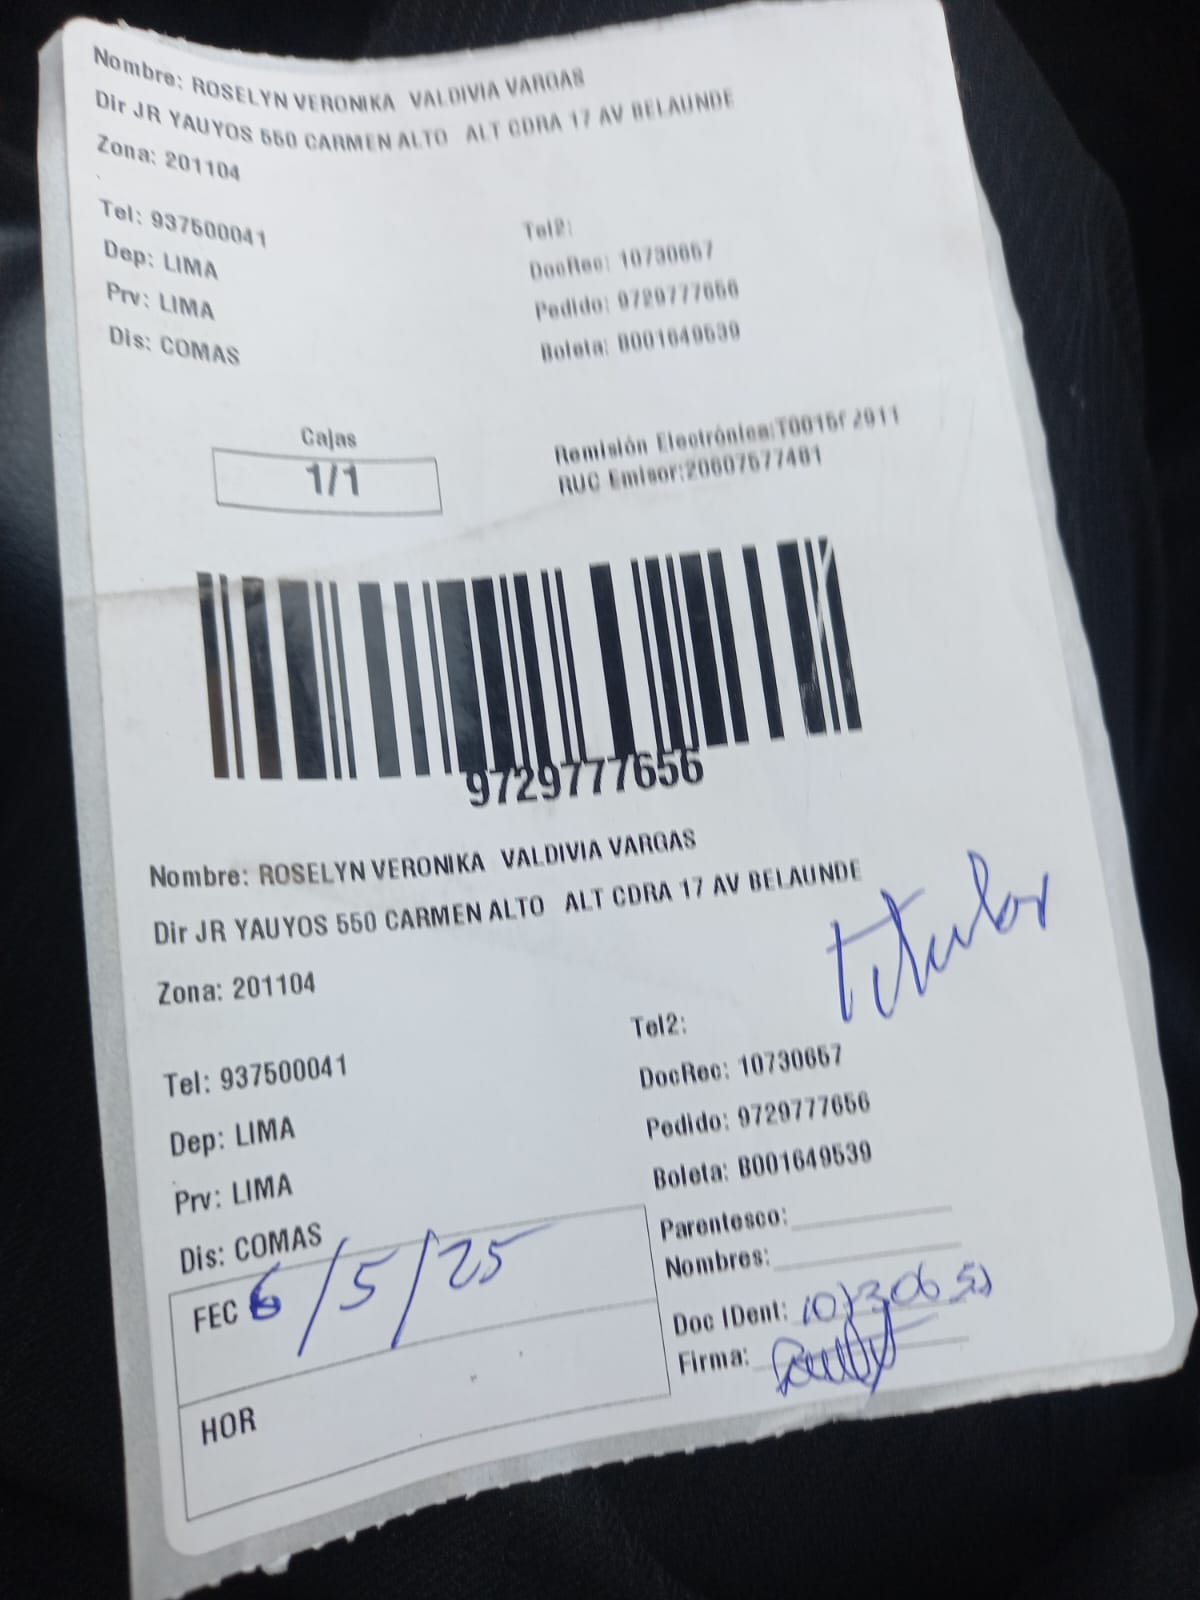 Nombre: ROSELYN VERONIKA VALDIVIA VARGAS
Dir JR YAUYOS 550 CARMEN ALTO ALT CDRA 17 AV BELAUNDE
Zona: 201104
Tel: 937500041
Tel2:
Dep: LIMA
DocRec: 10730657
Prv: LIMA
Pedido: 9729777656
Dis: COMAS
Boleta: B001649539
Cajas
1/1
Remisión Electrónica:
RUC Emisor:20607577461
9729777656
Nombre: ROSELYN VERONIKA VALDIVIA VARGAS
Dir JR YAUYOS 550 CARMEN ALTO ALT CDRA 17 AV BELAUNDE
titular
Zona: 201104
Tel2:
Tel: 937500041
DocRec: 10730657
Dep: LIMA
Pedido: 9729777656
Prv: LIMA
Boleta: B001649539
Dis: COMAS
Parentesco:
Nombres:
FEC 6/5/25
Doc IDent: 10730657
Firma:
HOR